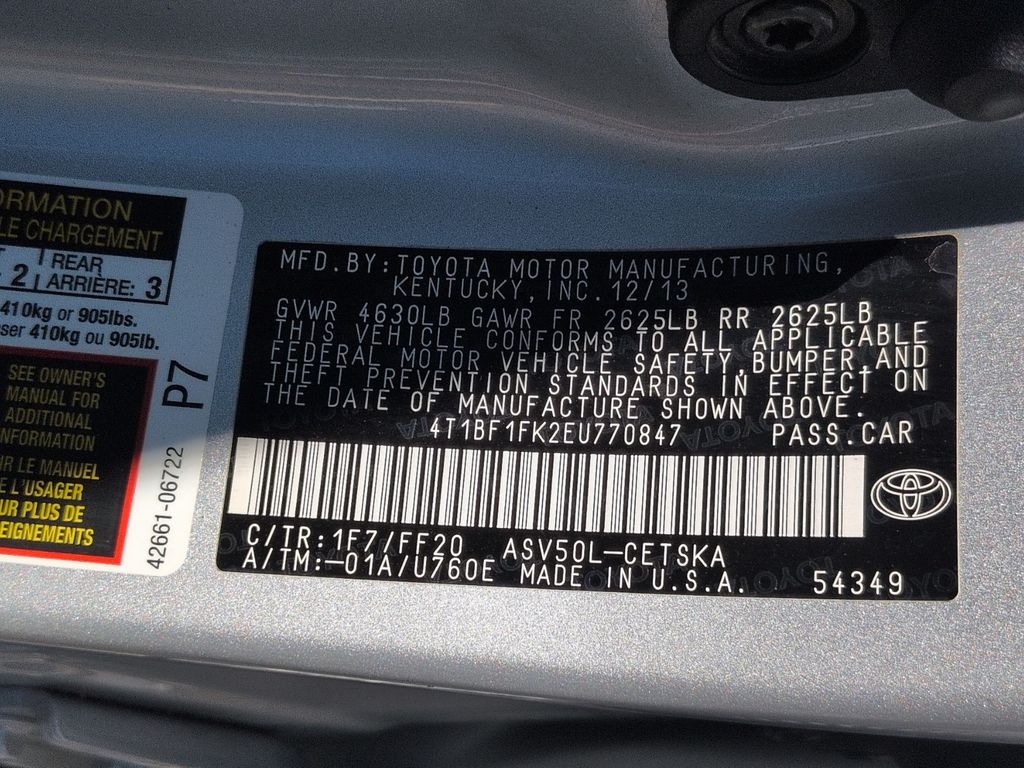 ORMATION
LE CHARGEMENT
2 REAR
ARRIÈRE: 3
410kg or 905lbs.
ser 410kg ou 905lb.
SEE OWNER'S
MANUAL FOR
ADDITIONAL
INFORMATION
R LE MANUEL
E L'USAGER
UR PLUS DE
EIGNEMENTS
P7
42661-06722
MFD.BY:TOYOTA MOTOR MANUFACTURING,
KENTUCKY,INC.12/13
GVWR 4630LB GAWR FR 2625LB RR 2625LB
THIS VEHICLE CONFORMS TO ALL APPLICABLE
FEDERAL MOTOR VEHICLE SAFETY,BUMPER,AND
THEFT PREVENTION STANDARDS IN EFFECT ON
THE DATE OF MANUFACTURE SHOWN ABOVE.
4T1BF1FK2EU770847 PASS.CAR
C/TR:1F7/FF20 ASV50L-CETSKA
A/TM:-01A/U760E MADE IN U.S.A. 54349